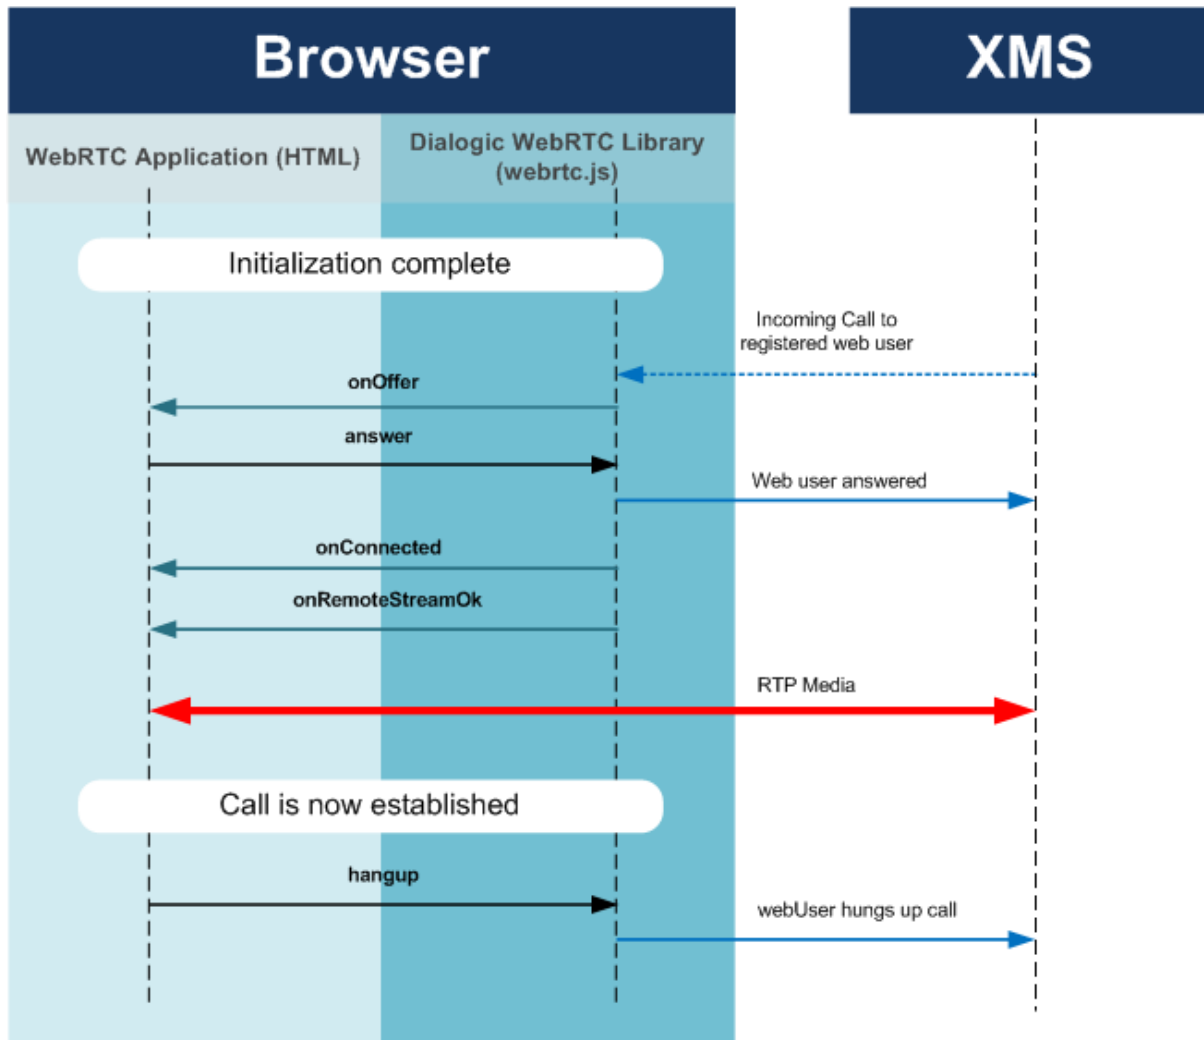 Browser
XMS
WebRTC Application (HTML)
Dialogic WebRTC Library
(webrtc.js)
Initialization complete
Incoming Call to
registered web user
onOffer
answer
Web user answered
onConnected
onRemoteStreamOk
RTP Media
Call is now established
hangup
webUser hungs up call